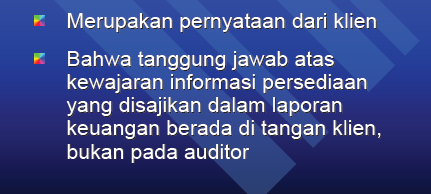 Merupakan pernyataan dari klien
Bahwa tanggung jawab atas
kewajaran informasi persediaan
yang disajikan dalam laporan
keuangan berada di tangan klien,
bukan pada auditor